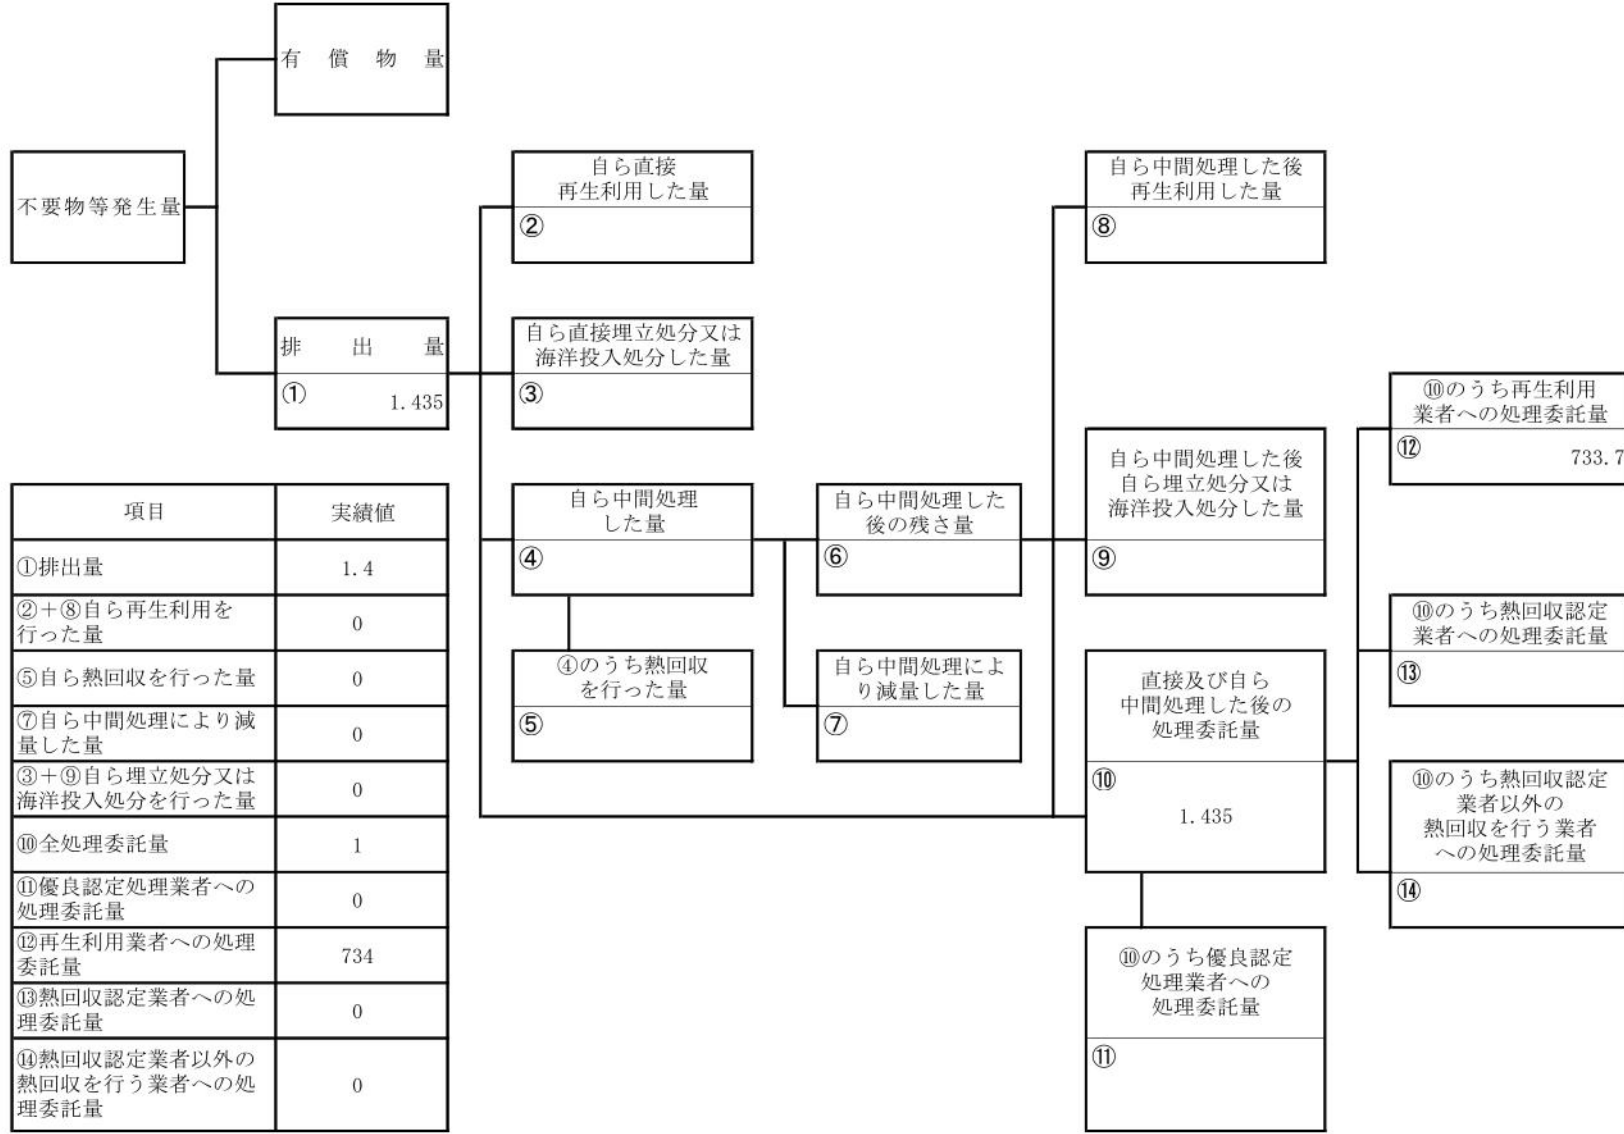 有償物量
不要物等発生量
自ら直接
再生利用した量
②
自ら中間処理した後
再生利用した量
⑧
排出量
①
1.435
自ら直接埋立処分又は
海洋投入処分した量
③
⑩のうち再生利用
業者への処理委託量
⑫
733.7
自ら中間処理
した量
④
自ら中間処理した
後の残さ量
⑥
自ら中間処理した後
自ら埋立処分又は
海洋投入処分した量
⑨
⑩のうち熱回収認定
業者への処理委託量
⑬
④のうち熱回収
を行った量
⑤
自ら中間処理によ
り減量した量
⑦
直接及び自ら
中間処理した後の
処理委託量
⑩
1.435
⑩のうち熱回収認定
業者以外の
熱回収を行う業者
への処理委託量
⑭
⑩のうち優良認定
処理業者への
処理委託量
⑪
項目 実績値
①排出量 1.4
②+⑧自ら再生利用を
行った量 0
⑤自ら熱回収を行った量 0
⑦自ら中間処理により減
量した量 0
③+⑨自ら埋立処分又は
海洋投入処分を行った量 0
⑩全処理委託量 1
⑪優良認定処理業者への
処理委託量 0
⑫再生利用業者への処理
委託量 734
⑬熱回収認定業者への処
理委託量 0
⑭熱回収認定業者以外の
熱回収を行う業者への処
理委託量 0